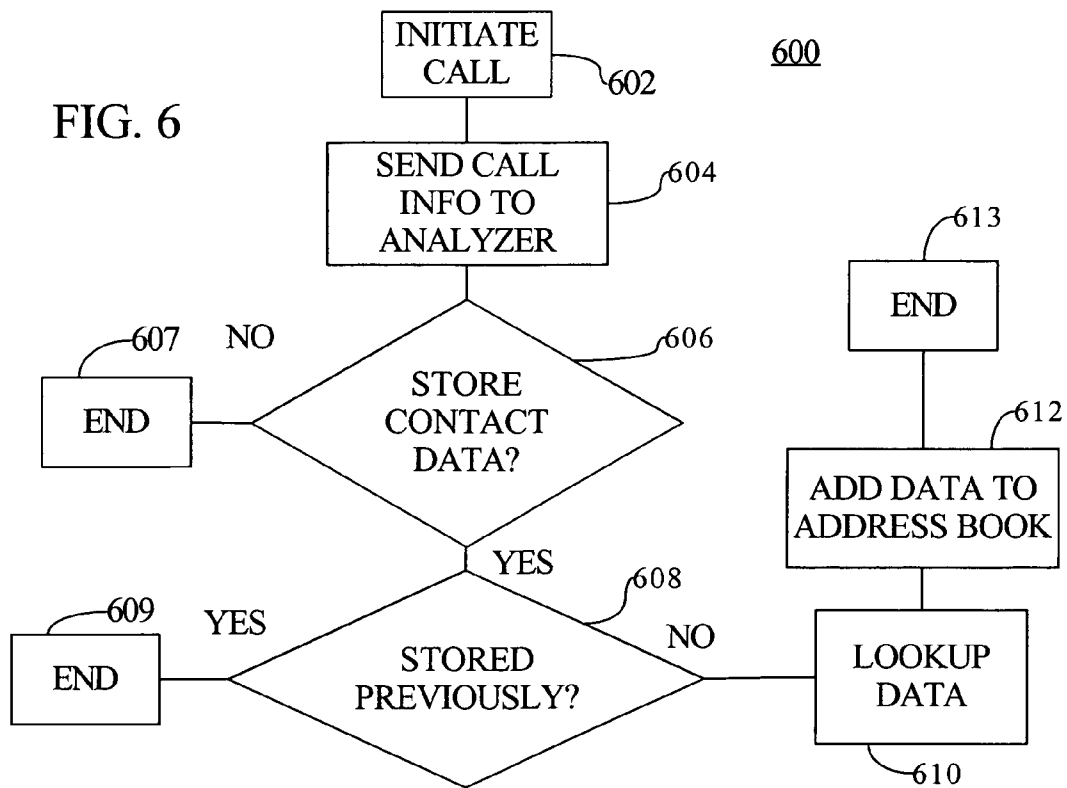 INITIATE
CALL
602
600
FIG. 6
SEND CALL
INFO TO
ANALYZER
604
613
END
607
NO
606
END
STORE
CONTACT
DATA?
612
ADD DATA TO
ADDRESS BOOK
YES
608
609
YES
NO
END
STORED
PREVIOUSLY?
LOOKUP
DATA
610